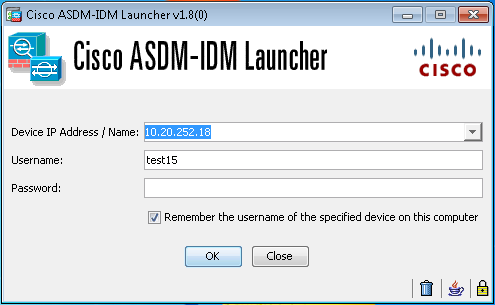 Cisco ASDM-IDM Launcher v1.8(0)
Cisco ASDM-IDM Launcher
CISCO
Device IP Address / Name: 10.20.252.18
Username: test15
Password:
Remember the username of the specified device on this computer
OK Close